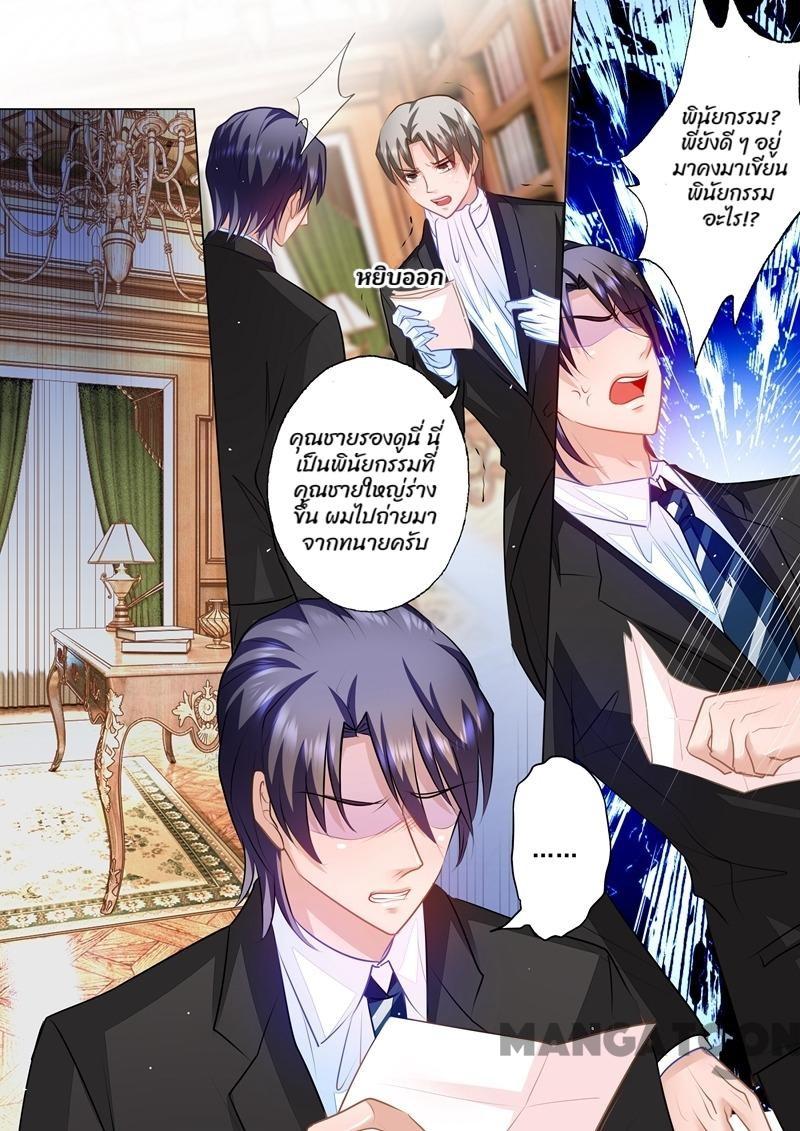 พินัยกรรม?
พี่ยังดี ๆ อยู่
มาคงมาเขียน
พินัยกรรม
อะไร!?
หยิบออก
คุณชายรองดูนี่ นี่
เป็นพินัยกรรมที่
คุณชายใหญ่ร่าง
ขึ้น ผมไปถ่ายมา
จากทนายครับ
......
MANGATOON